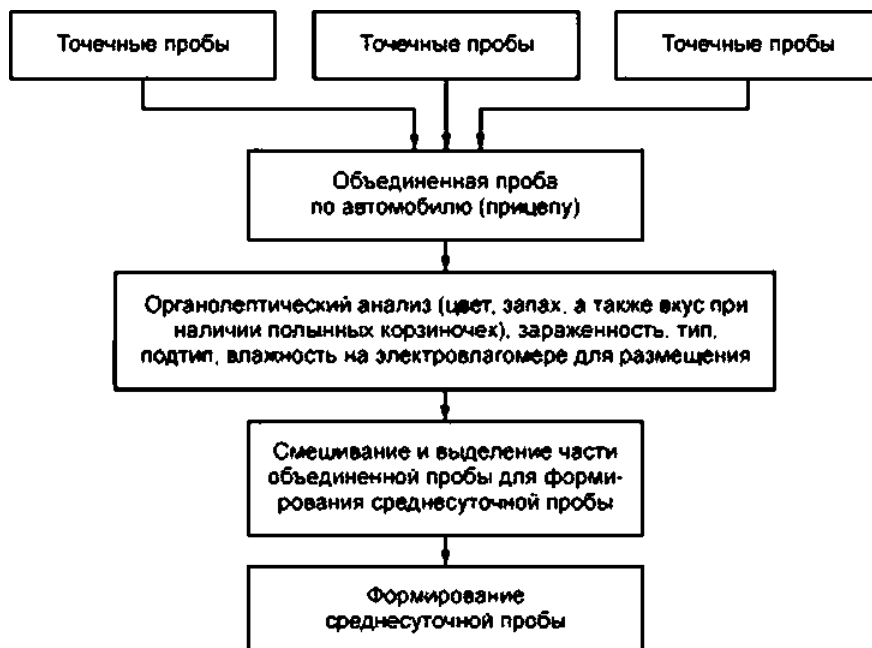 Точечные пробы
Точечные пробы
Точечные пробы
Объединенная проба
по автомобилю (прицепу)
Органолептический анализ (цвет, запах, а также вкус при
наличии полынных корзиночек), зараженность, тип,
подтип, влажность на электровлагомере для размещения
Смешивание и выделение части
объединенной пробы для форми-
рования среднесуточной пробы
Формирование
среднесуточной пробы